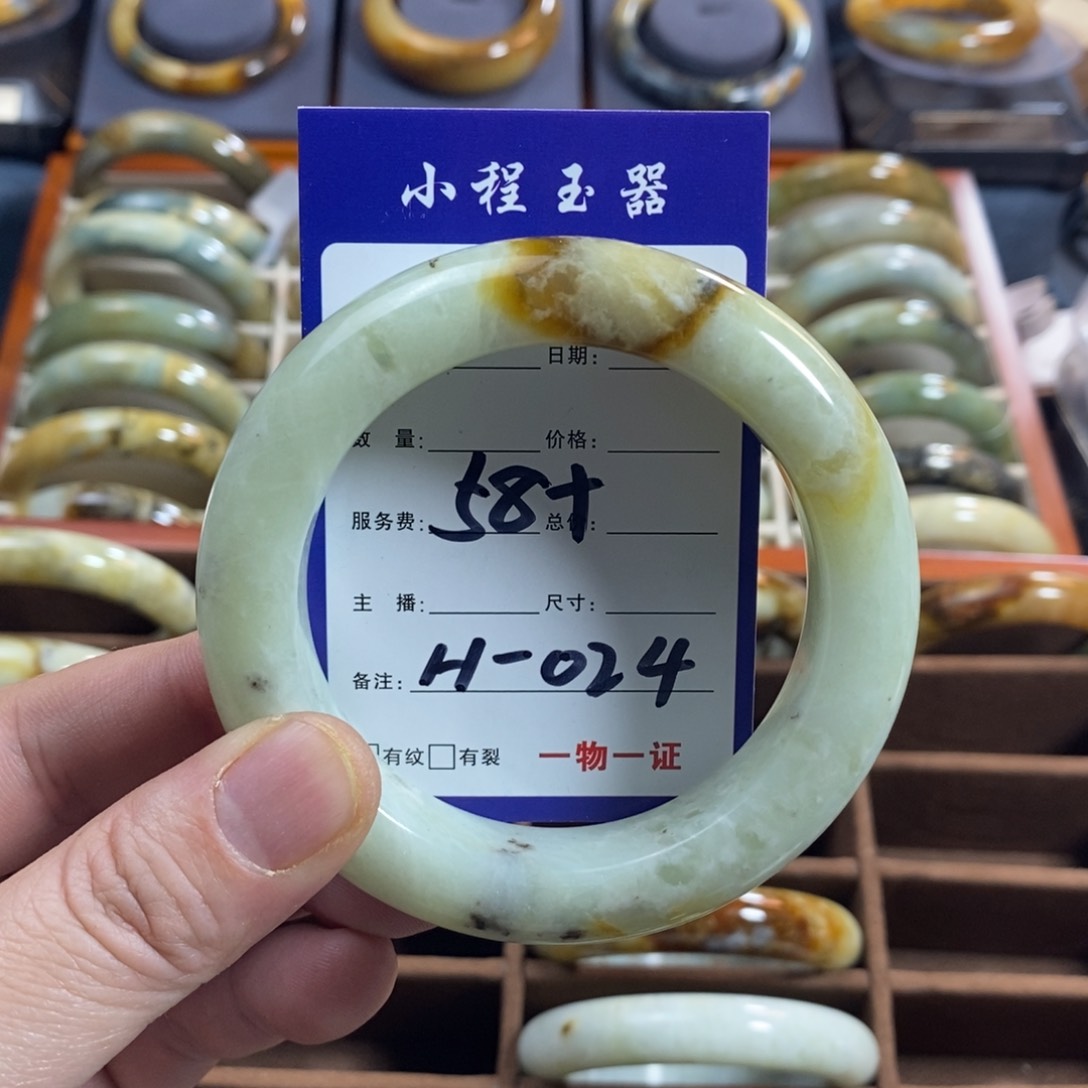 小程玉器
日期:
数 量: 价格:
58+
服务费: 总价:
主 播: 尺寸:
备注: H-024
有纹 有裂 一物一证